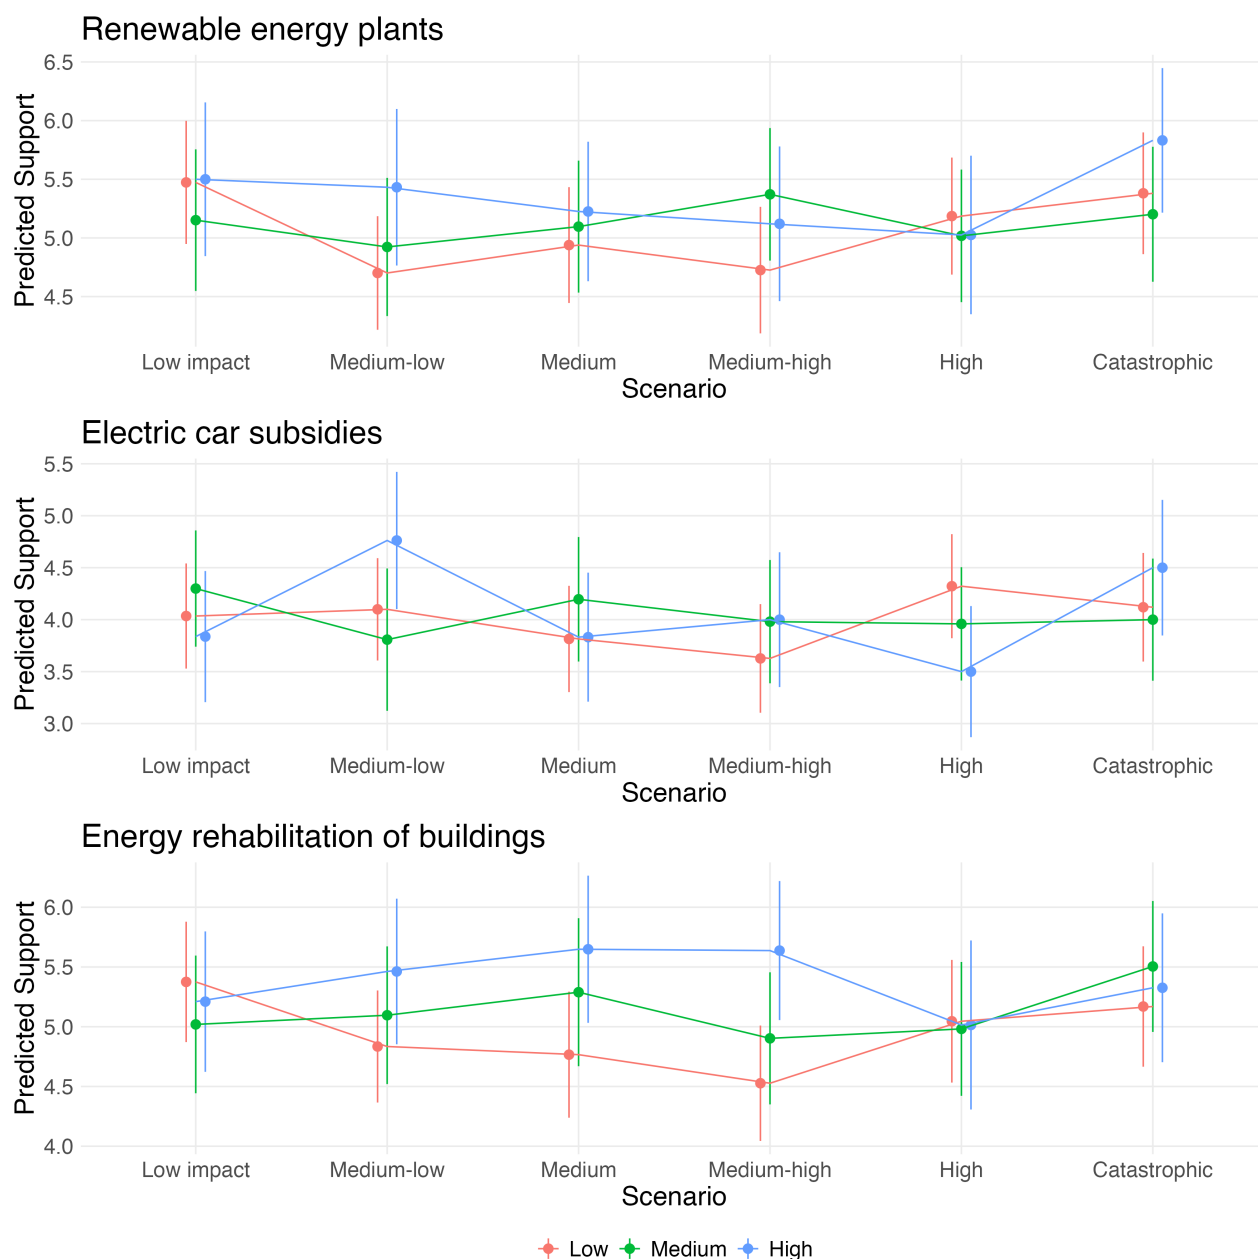 Renewable energy plants
Predicted Support
6.5
6.0
5.5
5.0
4.5
Low impact Medium-low Medium Medium-high High Catastrophic
Scenario
Electric car subsidies
Predicted Support
5.5
5.0
4.5
4.0
3.5
3.0
Low impact Medium-low Medium Medium-high High Catastrophic
Scenario
Energy rehabilitation of buildings
Predicted Support
6.0
5.5
5.0
4.5
4.0
Low impact Medium-low Medium Medium-high High Catastrophic
Scenario
Low Medium High